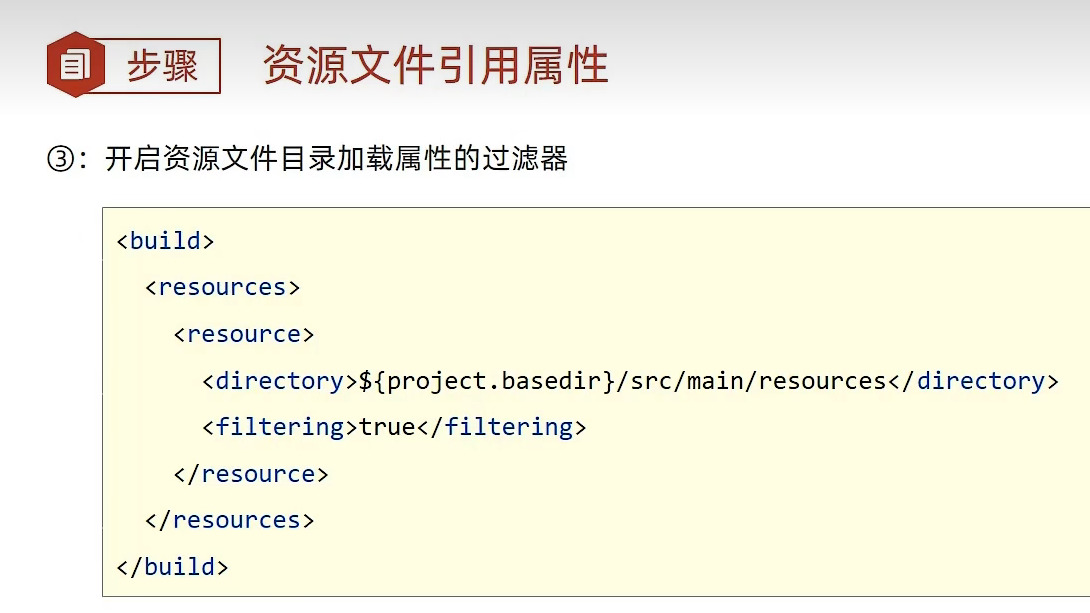 步骤 资源文件引用属性
③：开启资源文件目录加载属性的过滤器
<build>
<resources>
<resource>
<directory>${project.basedir}/src/main/resources</directory>
<filtering>true</filtering>
</resource>
</resources>
</build>